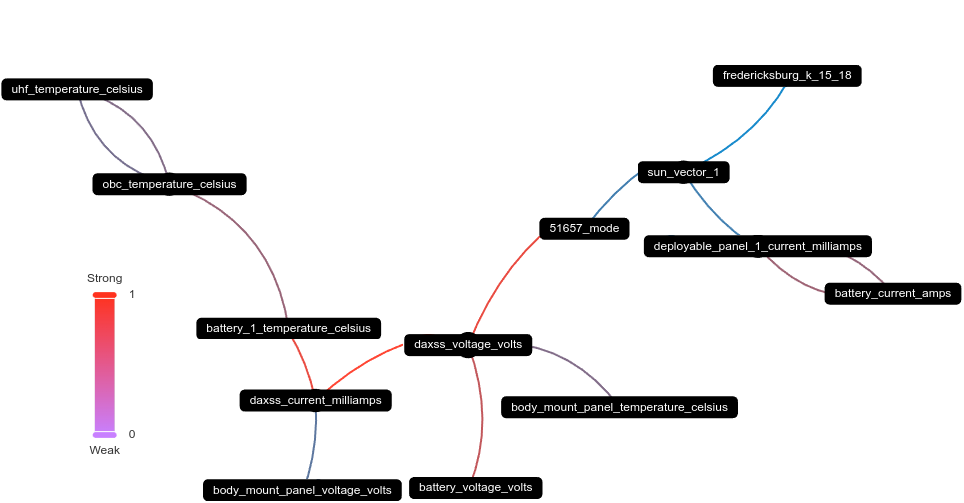 fredericksburg_k_15_18
uhf_temperature_celsius
sun_vector_1
obc_temperature_celsius
51657_mode
deployable_panel_1_current_milliamps
Strong
1
battery_current_amps
battery_1_temperature_celsius
daxss_voltage_volts
daxss_current_milliamps
body_mount_panel_temperature_celsius
0
Weak
body_mount_panel_voltage_volts
battery_voltage_volts